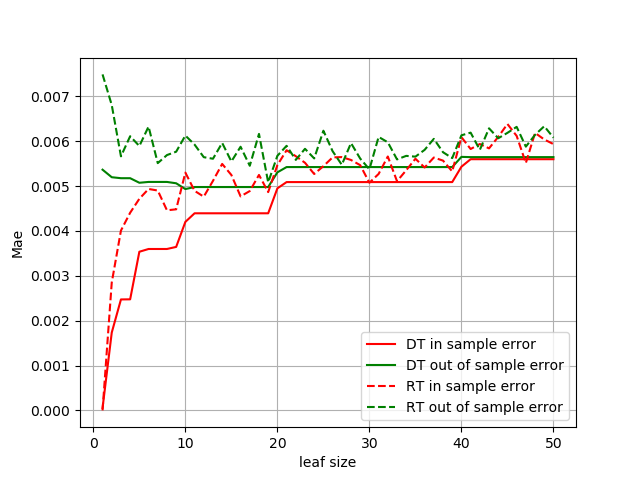 0.007
0.006
0.005
0.004
0.003
0.002
0.001
0.000
Mae
0
10
20
30
40
50
leaf size
DT in sample error
DT out of sample error
RT in sample error
RT out of sample error